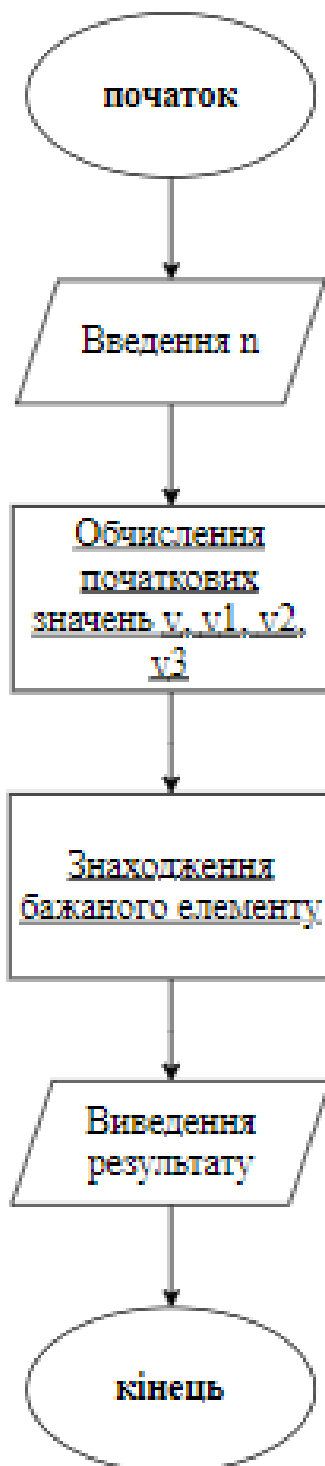 початок
Введення n
Обчислення
початкових
значень v, v1, v2,
v3
Знаходження
бажаного елементу
Виведення
результату
кінець